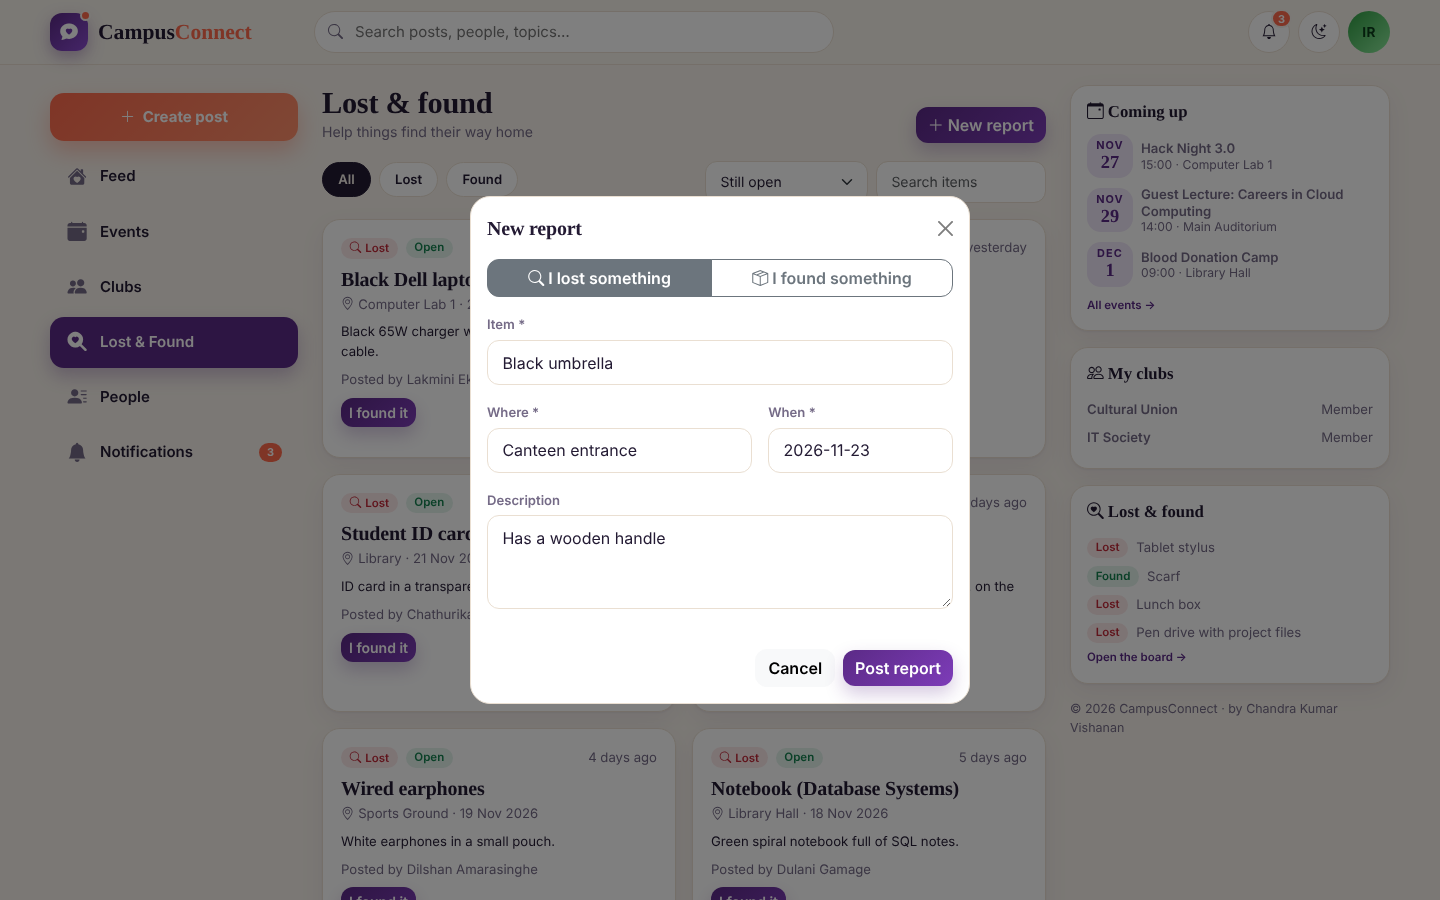 CampusConnect
Search posts, people, topics...
3
IR
Create post
Feed
Events
Clubs
Lost & Found
People
Notifications
3
Lost & found
Help things find their way home
New report
All
Lost
Found
Still open
Search items
Lost
Open
yesterday
Black Dell
Computer Lab 1 ·
Black 65W charger
cable.
Posted by Lakmini
I found it
Lost
Open
days ago
Student ID
Library · 21 Nov
ID card in a
on the
Posted by Chathurika
I found it
Lost
Open
4 days ago
Wired earphones
Sports Ground · 19 Nov 2026
White earphones in a small pouch.
Posted by Dilshan Amarasinghe
I found it
Lost
Open
5 days ago
Notebook (Database Systems)
Library Hall · 18 Nov 2026
Green spiral notebook full of SQL notes.
Posted by Dulani Gamage
I found it
New report
I lost something
I found something
Item *
Black umbrella
Where *
When *
Canteen entrance
2026-11-23
Description
Has a wooden handle
Cancel
Post report
Coming up
NOV
27
Hack Night 3.0
15:00 · Computer Lab 1
NOV
29
Guest Lecture: Careers in Cloud
Computing
14:00 · Main Auditorium
DEC
1
Blood Donation Camp
09:00 · Library Hall
All events →
My clubs
Cultural Union
Member
IT Society
Member
Lost & found
Lost
Tablet stylus
Found
Scarf
Lost
Lunch box
Lost
Pen drive with project files
Open the board →
© 2026 CampusConnect · by Chandra Kumar
Vishanan